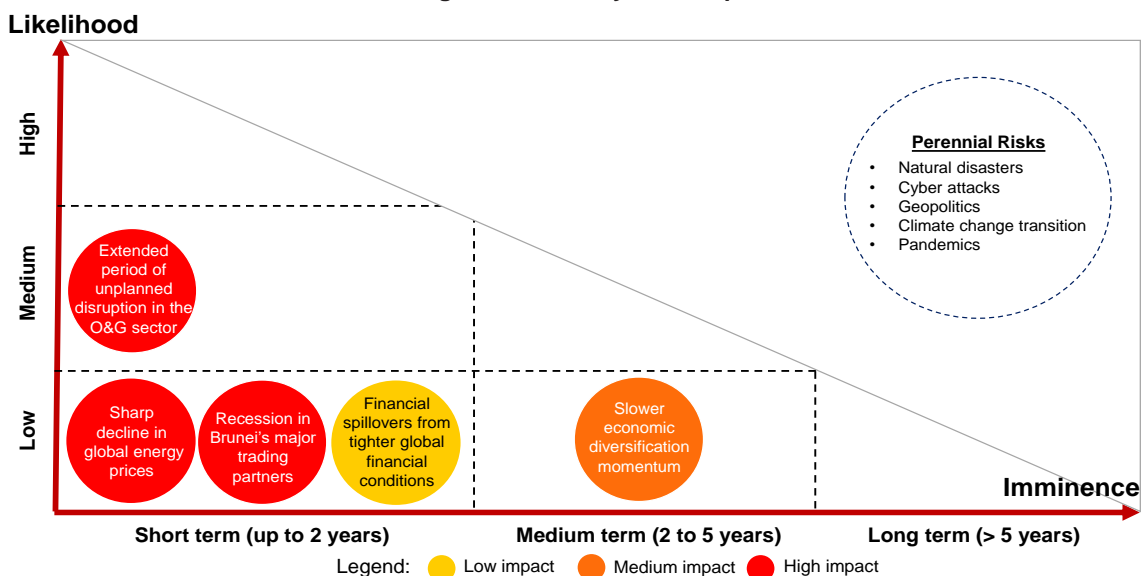 Likelihood
High
Medium
Low
Perennial Risks
• Natural disasters
• Cyber attacks
• Geopolitics
• Climate change transition
• Pandemics
Extended
period of
unplanned
disruption in the
O&G sector
Sharp
decline in
global energy
prices
Recession in
Brunei's major
trading
partners
Financial
spillovers from
tighter global
financial
conditions
Slower
economic
diversification
momentum
Imminence
Short term (up to 2 years)
Medium term (2 to 5 years)
Long term (> 5 years)
Legend:
Low impact
Medium impact
High impact